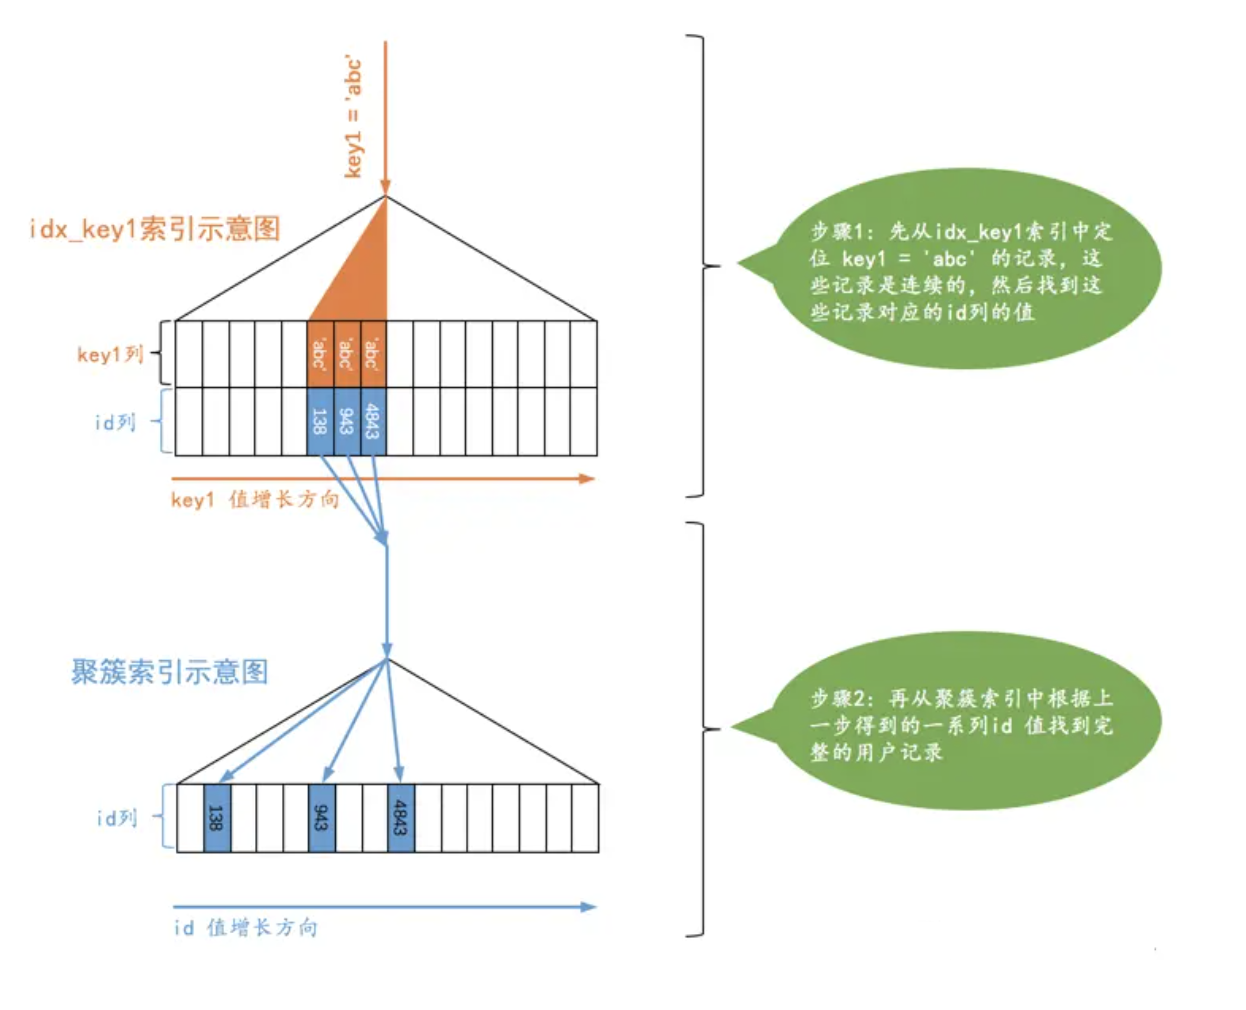 key1 = 'abc'
idx_key1索引示意图
步骤1: 先从idx_key1索引中定
位 key1 = 'abc' 的记录, 这
些记录是连续的, 然后找到这
些记录对应的id列的值
key1列
'abc'
'abc'
'abc'
id列
138
943
4843
key1 值增长方向
聚簇索引示意图
步骤2: 再从聚簇索引中根据上
一步得到的一系列id 值找到完
整的用户记录
id列
138
943
4843
id 值增长方向